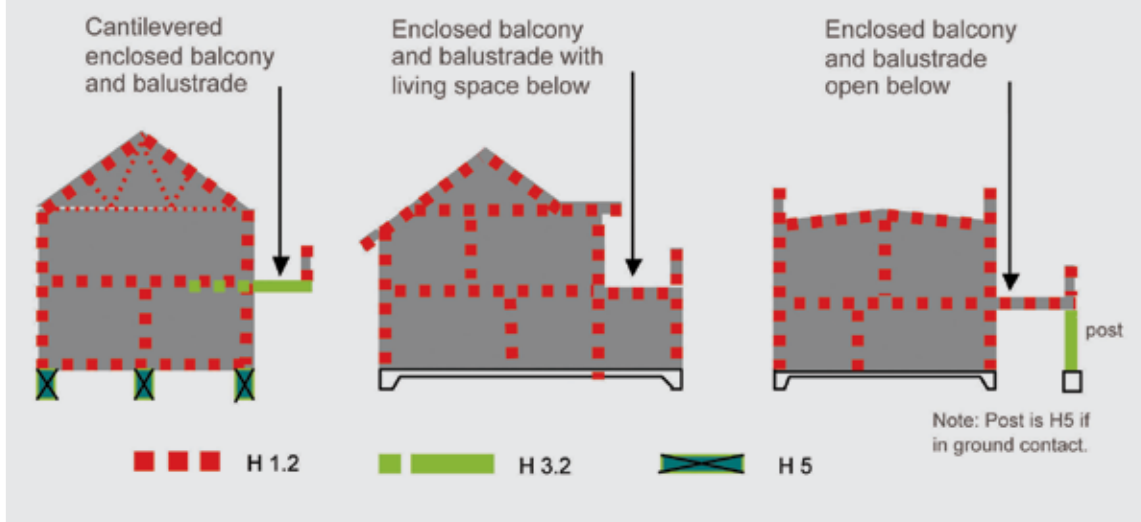 Cantilevered
enclosed balcony
and balustrade
Enclosed balcony
and balustrade with
living space below
Enclosed balcony
and balustrade
open below
post
Note: Post is H5 if
in ground contact.
H 1.2
H 3.2
H 5